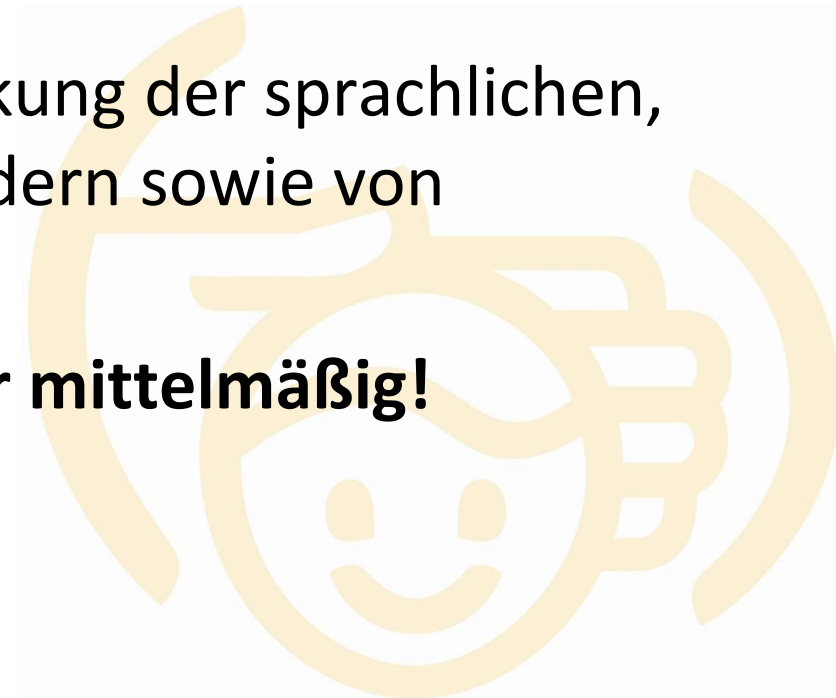 kung der sprachlichen,
dern sowie von
r mittelmäßig!